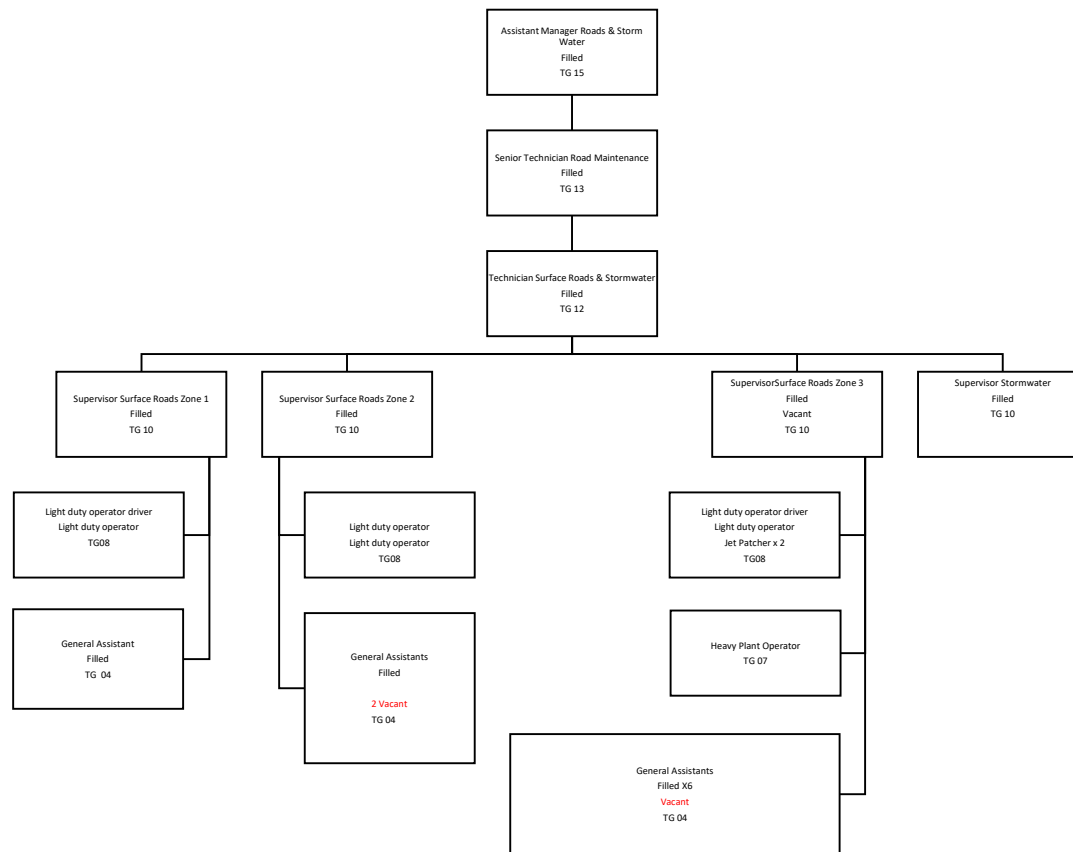 Assistant Manager Roads & Storm
Water
Filled
TG 15
Senior Technician Road Maintenance
Filled
TG 13
Technician Surface Roads & Stormwater
Filled
TG 12
Supervisor Surface Roads Zone 1
Filled
TG 10
Supervisor Surface Roads Zone 2
Filled
TG 10
SupervisorSurface Roads Zone 3
Filled
Vacant
TG 10
Supervisor Stormwater
Filled
TG 10
Light duty operator driver
Light duty operator
TG08
Light duty operator
Light duty operator
TG08
Light duty operator driver
Light duty operator
Jet Patcher x 2
TG08
General Assistant
Filled
TG 04
General Assistants
Filled
2 Vacant
TG 04
Heavy Plant Operator
TG 07
General Assistants
Filled X6
Vacant
TG 04